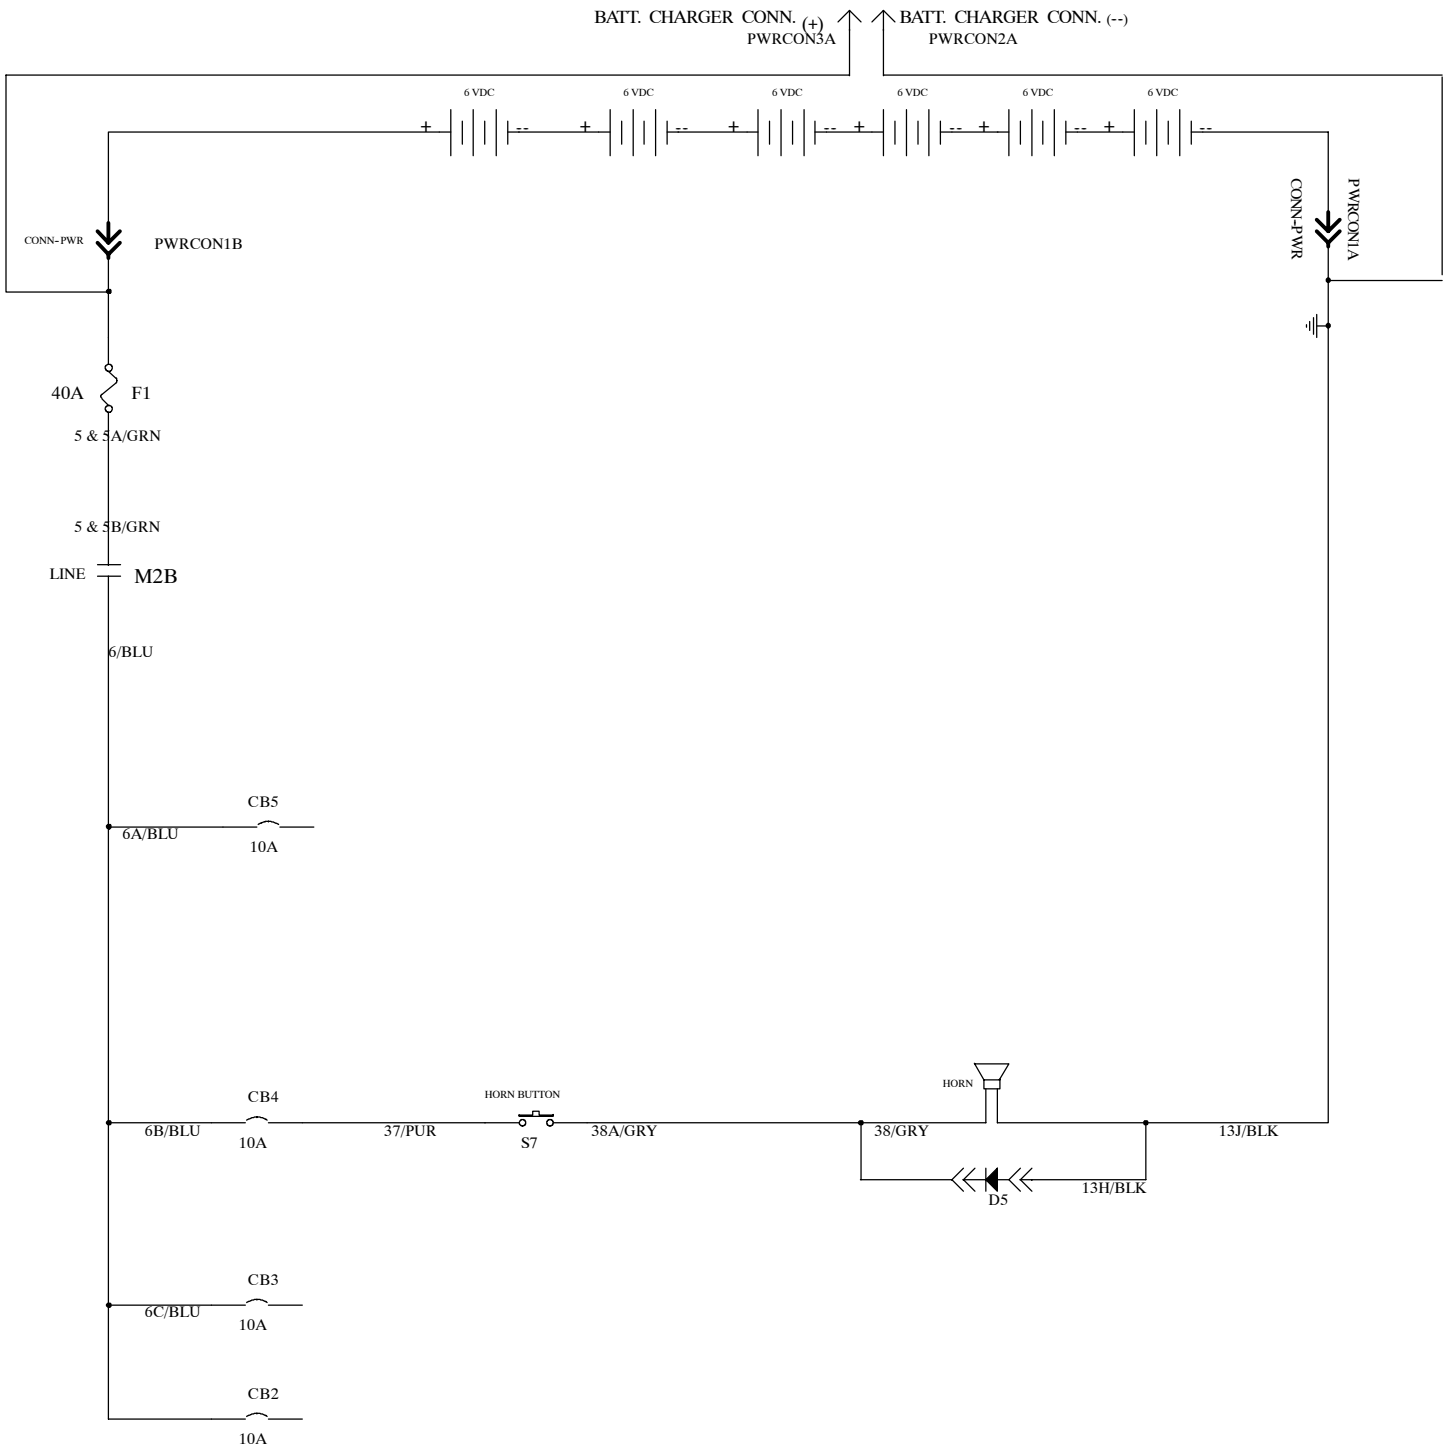 BATT. CHARGER CONN. (+)
PWRCON3A
BATT. CHARGER CONN. (--)
PWRCON2A
6 VDC
6 VDC
6 VDC
6 VDC
6 VDC
6 VDC
+ -- + -- + -- + -- + -- + --
CONN-PWR
PWRCON1B
PWRCON1A
CONN-PWR
40A
F1
5 & 5A/GRN
5 & 5B/GRN
LINE
M2B
6/BLU
CB5
6A/BLU
10A
HORN
CB4
HORN BUTTON
6B/BLU
10A
37/PUR
S7
38A/GRY
38/GRY
13J/BLK
D5
13H/BLK
CB3
6C/BLU
10A
CB2
10A